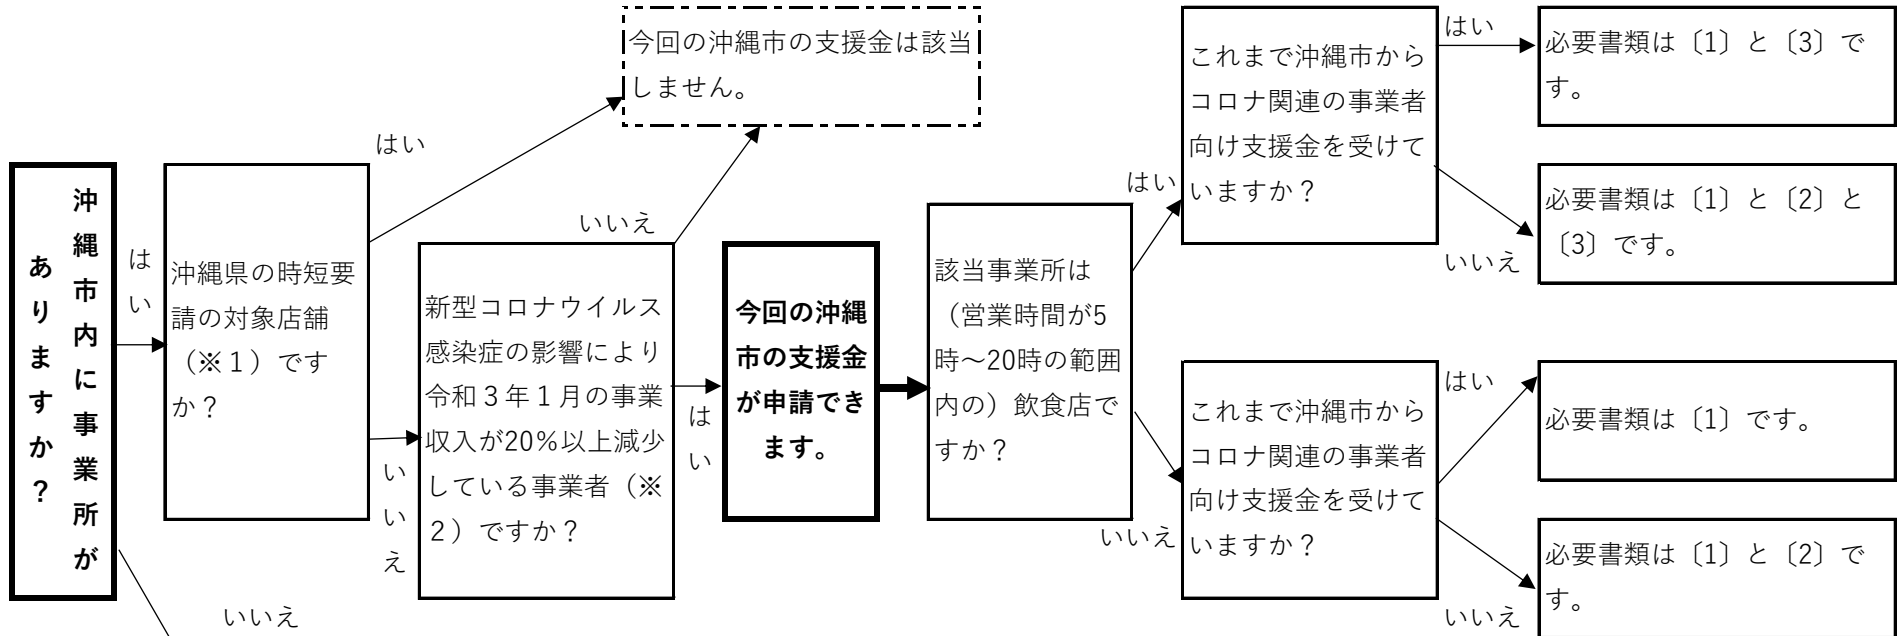 沖縄市内に事業所が
ありますか？
はい
いいえ
沖縄県の時短要
請の対象店舗
（※１）です
か？
はい
いいえ
今回の沖縄市の支援金は該当
しません。
新型コロナウイルス
感染症の影響により
令和３年１月の事業
収入が20％以上減少
している事業者（※
２）ですか？
いいえ
はい
今回の沖縄
市の支援金
が申請でき
ます。
該当事業所は
（営業時間が5
時～20時の範囲
内の）飲食店で
すか？
はい
いいえ
これまで沖縄市から
コロナ関連の事業者
向け支援金を受けて
いますか？
はい
いいえ
必要書類は〔1〕と〔3〕で
す。
必要書類は〔1〕と〔2〕と
〔3〕です。
これまで沖縄市から
コロナ関連の事業者
向け支援金を受けて
いますか？
はい
いいえ
必要書類は〔1〕です。
必要書類は〔1〕と〔2〕で
す。